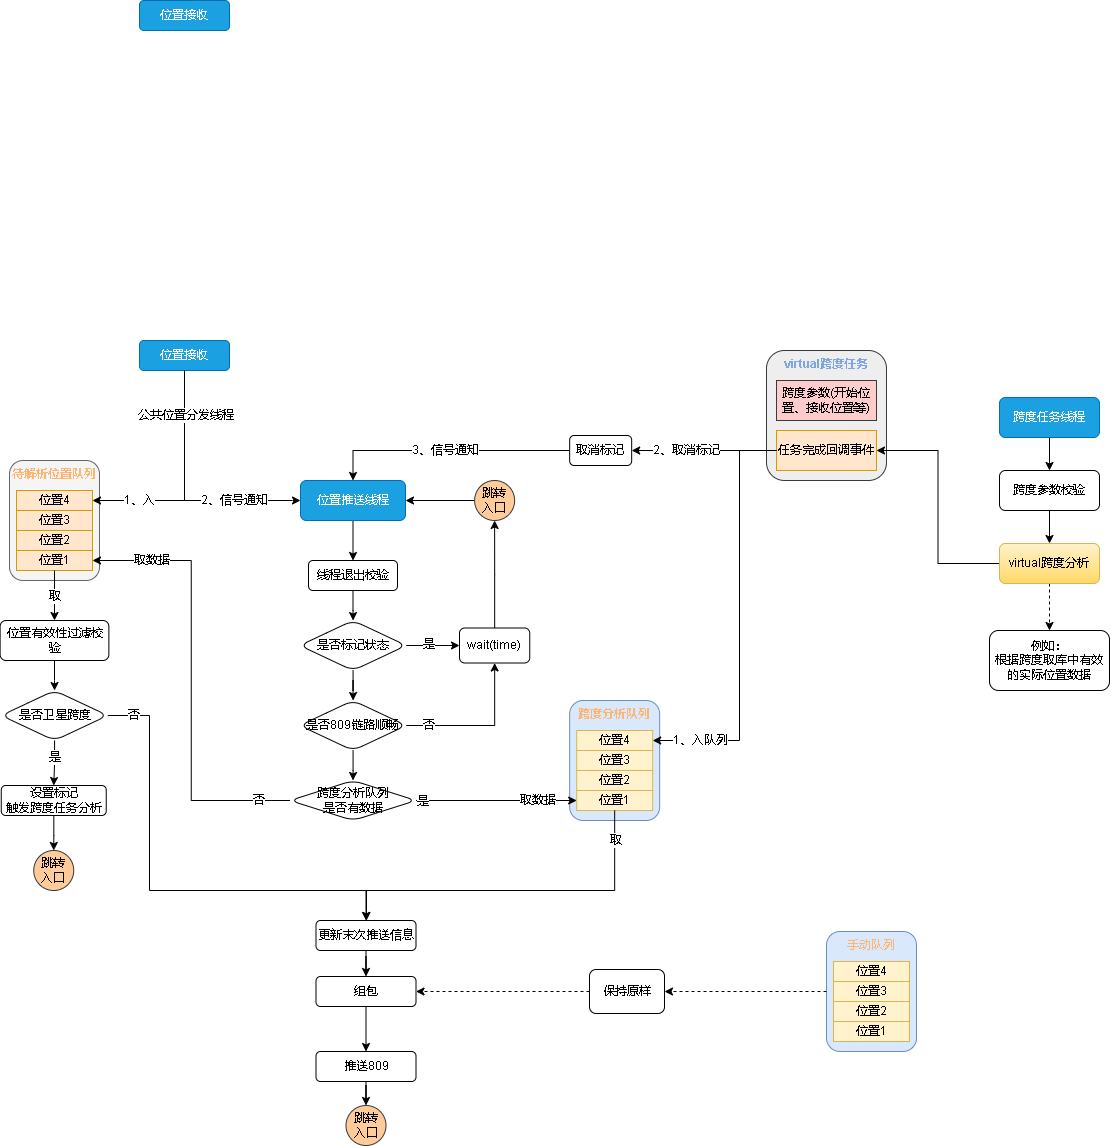 位置接收
位置接收
公共位置分发线程
待解析位置队列
位置4
位置3
位置2
位置1
1、入
2、信号通知
取数据
取
位置有效性过滤校
验
是否卫星跨度
否
是
设置标记
触发跨度任务分析
跳转
入口
3、信号通知
取消标记
2、取消标记
位置推送线程
跳转
入口
线程退出校验
是否标记状态
是
wait(time)
是否809链路顺畅
否
跨度分析队列
是否有数据
否
是
取数据
跨度分析队列
位置4
位置3
位置2
位置1
1、入队列
取
virtual跨度任务
跨度参数(开始位
置、接收位置等)
任务完成回调事件
跨度任务线程
跨度参数校验
virtual跨度分析
例如：
根据跨度取库中有效
的实际位置数据
更新末次推送信息
组包
保持原样
手动队列
位置4
位置3
位置2
位置1
推送809
跳转
入口